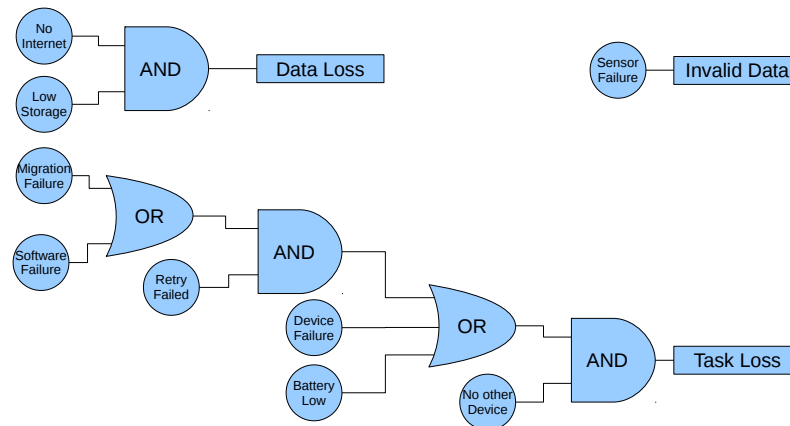 No
Internet
AND
Data Loss
Low
Storage
Sensor
Failure
Invalid Data
Migration
Failure
OR
Software
Failure
AND
Retry
Failed
Device
Failure
OR
Battery
Low
AND
Task Loss
No other
Device